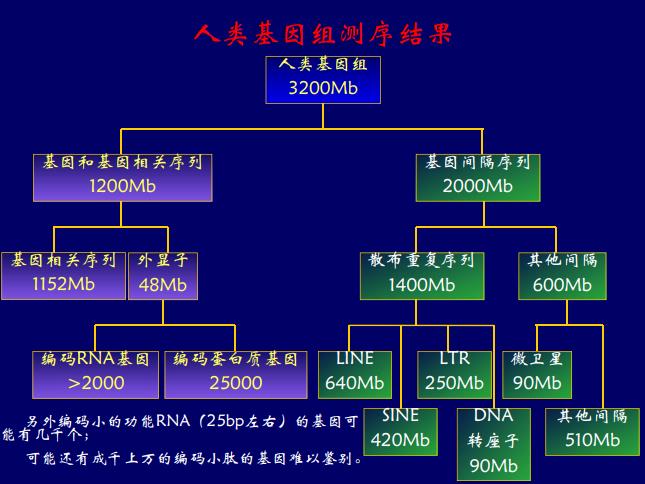 人类基因组测序结果
人类基因组
3200Mb
基因和基因相关序列
1200Mb
基因间隔序列
2000Mb
基因相关序列
1152Mb
外显子
48Mb
散布重复序列
1400Mb
其他间隔
600Mb
编码RNA基因
>2000
编码蛋白质基因
25000
LINE
640Mb
LTR
250Mb
微卫星
90Mb
SINE
420Mb
DNA
转座子
90Mb
其他间隔
510Mb
另外编码小的功能RNA（25bp左右）的基因可
能有几千个；
可能还有成千上万的编码小肽的基因难以鉴别。